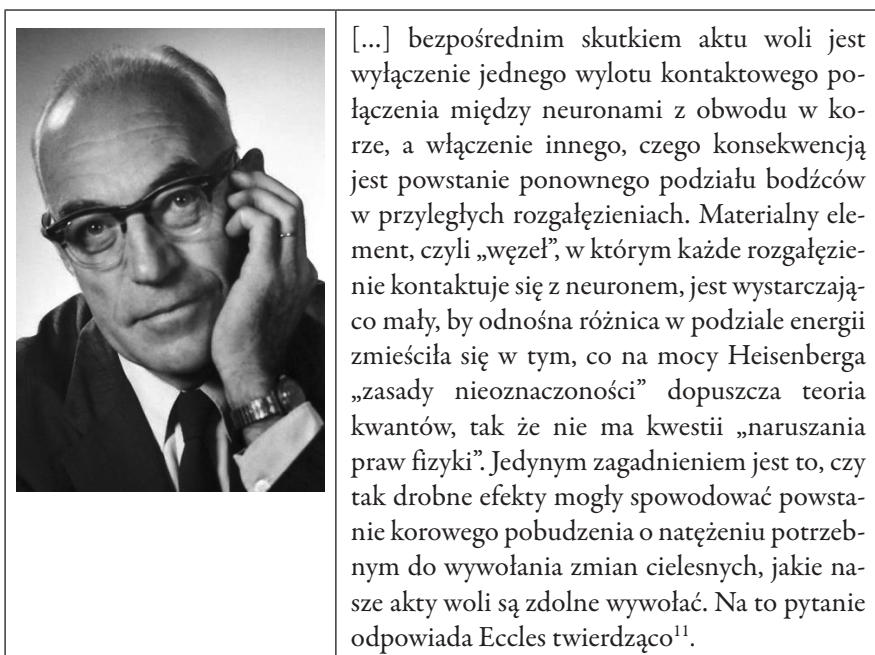 [...] bezpośrednim skutkiem aktu woli jest
wyłączenie jednego wylotu kontaktowego po-
łączenia między neuronami z obwodu w ko-
rze, a włączenie innego, czego konsekwencją
jest powstanie ponownego podziału bodźców
w przyległych rozgałęzieniach. Materialny ele-
ment, czyli „węzeł”, w którym każde rozgałęzie-
nie kontaktuje się z neuronem, jest wystarczają-
co mały, by odnośna różnica w podziale energii
zmieściła się w tym, co na mocy Heisenberga
„zasady nieoznaczoności” dopuszcza teoria
kwantów, tak że nie ma kwestii „naruszania
praw fizyki”. Jedynym zagadnieniem jest to, czy
tak drobne efekty mogły spowodować powsta-
nie korowego pobudzenia o natężeniu potrzeb-
nym do wywołania zmian cielesnych, jakie na-
sze akty woli są zdolne wywołać. Na to pytanie
odpowiada Eccles twierdząco¹¹.